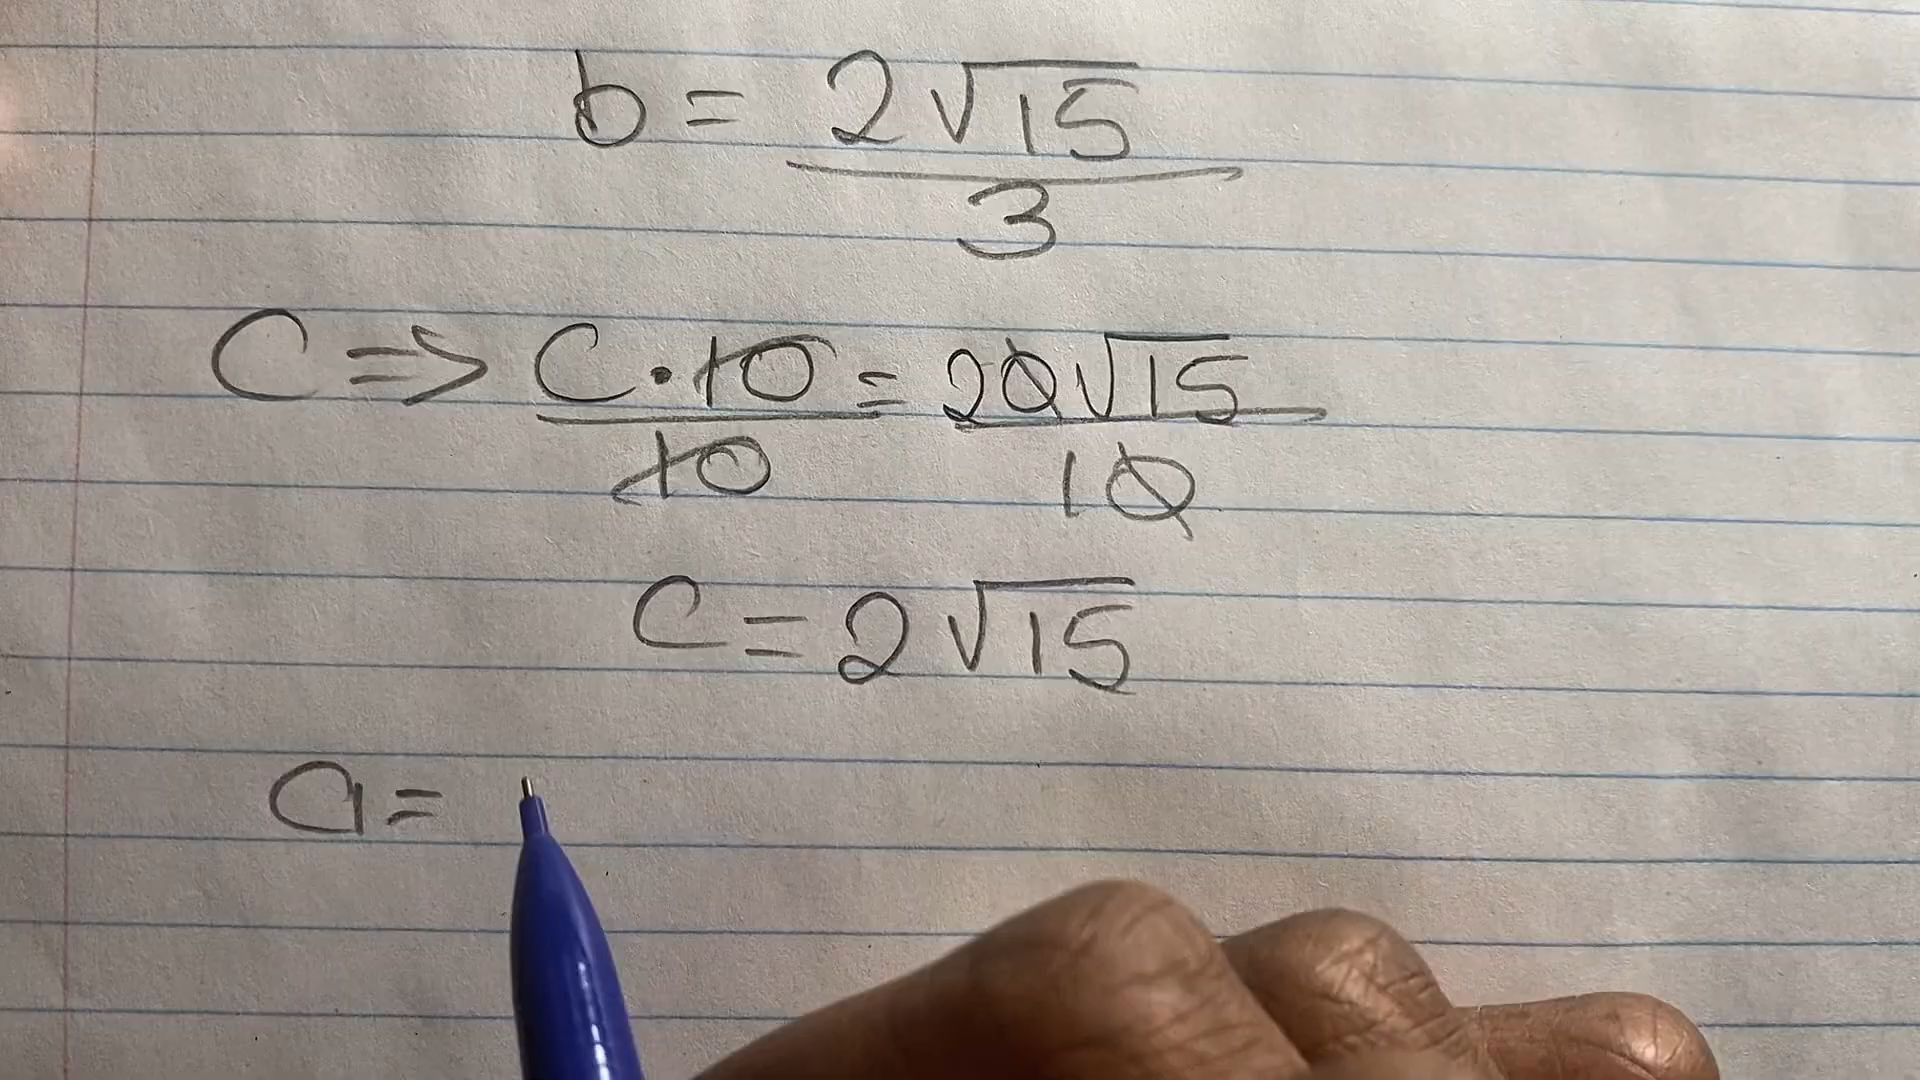 b = 2√15
3
C => C·10 = 20√15
10 10
C = 2√15
a =